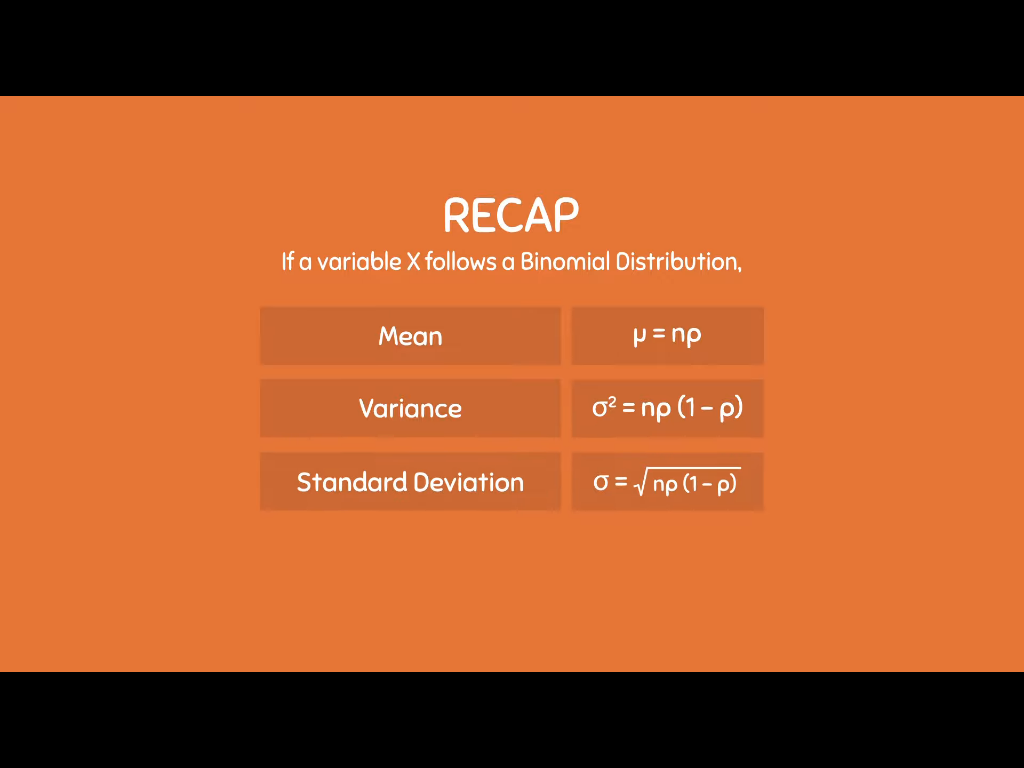 RECAP
If a variable X follows a Binomial Distribution,
Mean μ = nρ
Variance σ² = nρ (1 – ρ)
Standard Deviation σ = √nρ (1 – ρ)